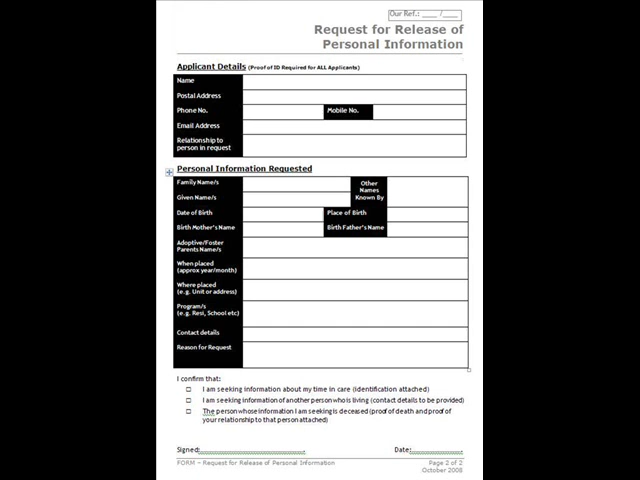 Our Ref.: ____ /____
Request for Release of
Personal Information
Applicant Details (Proof of ID Required for ALL Applicants)
Name
Postal Address
Phone No. Mobile No.
Email Address
Relationship to
person in request
Personal Information Requested
Family Name/s Other
Names
Known By
Given Name/s
Date of Birth Place of Birth
Birth Mother's Name Birth Father's Name
Adoptive/Foster
Parents Name/s
When placed
(approx year/month)
Where placed
(e.g. Unit or address)
Program/s
(e.g. Resi, School etc)
Contact details
Reason for Request
I confirm that:
I am seeking information about my time in care (identification attached)
I am seeking information of another person who is living (contact details to be provided)
The person whose information I am seeking is deceased (proof of death and proof of
your relationship to that person attached)
Signed: Date:
FORM – Request for Release of Personal Information Page 2 of 2
October 2008